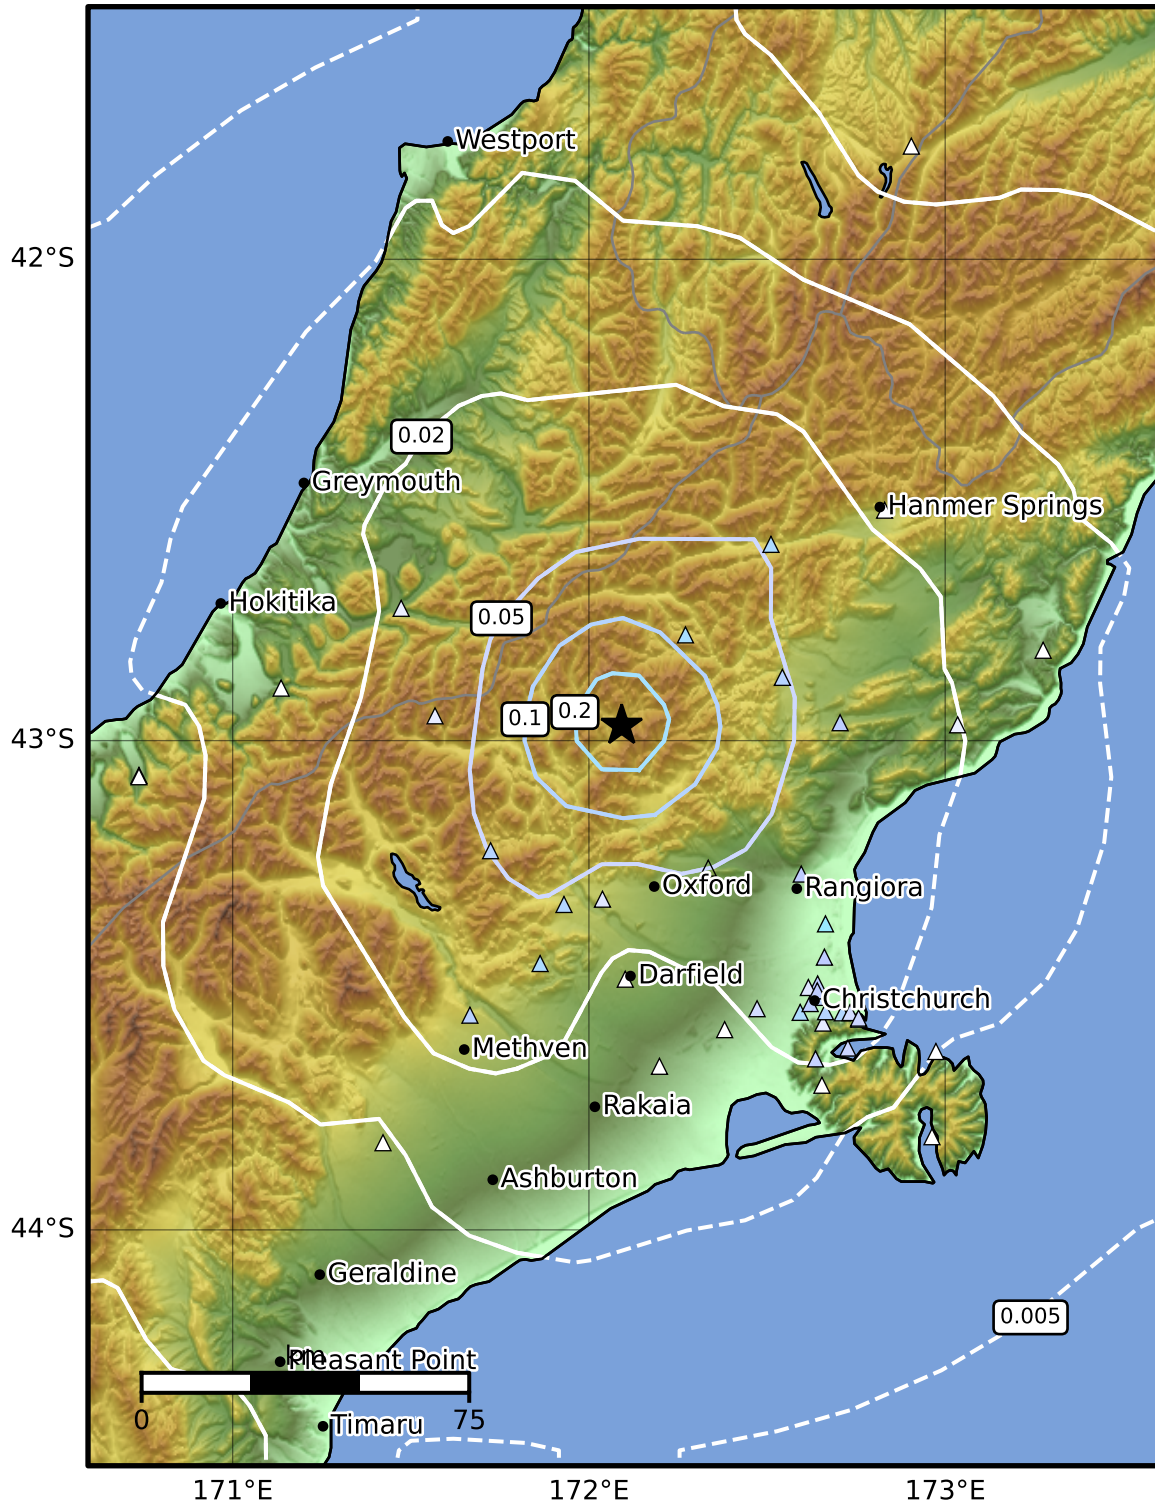 Westport
42°S
0.02
Greymouth
Hanmer Springs
Hokitika
0.05
0.1
0.2
43°S
Oxford
Rangiora
Darfield
Christchurch
Methven
Rakaia
Ashburton
44°S
Geraldine
0.005
km
Pleasant Point
0
75
Timaru
171°E
172°E
173°E